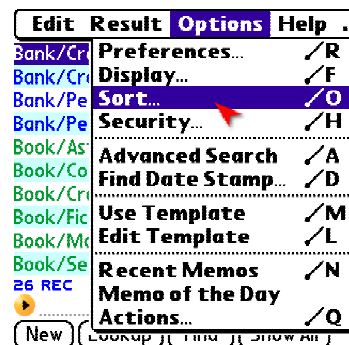 Edit Result Options Help
Bank/Cr
Preferences... /R
Bank/Cr
Display... /F
Bank/Pe
Sort... /O
Bank/Pe
Security... /H
Book/As
Advanced Search /A
Book/Co
Find Date Stamp... /D
Book/Cr
Book/Fic
Use Template /M
Book/Mo
Edit Template /L
Book/Se
Recent Memos /N
26 REC
Memo of the Day
Actions... /Q
New Lookup Find Show All